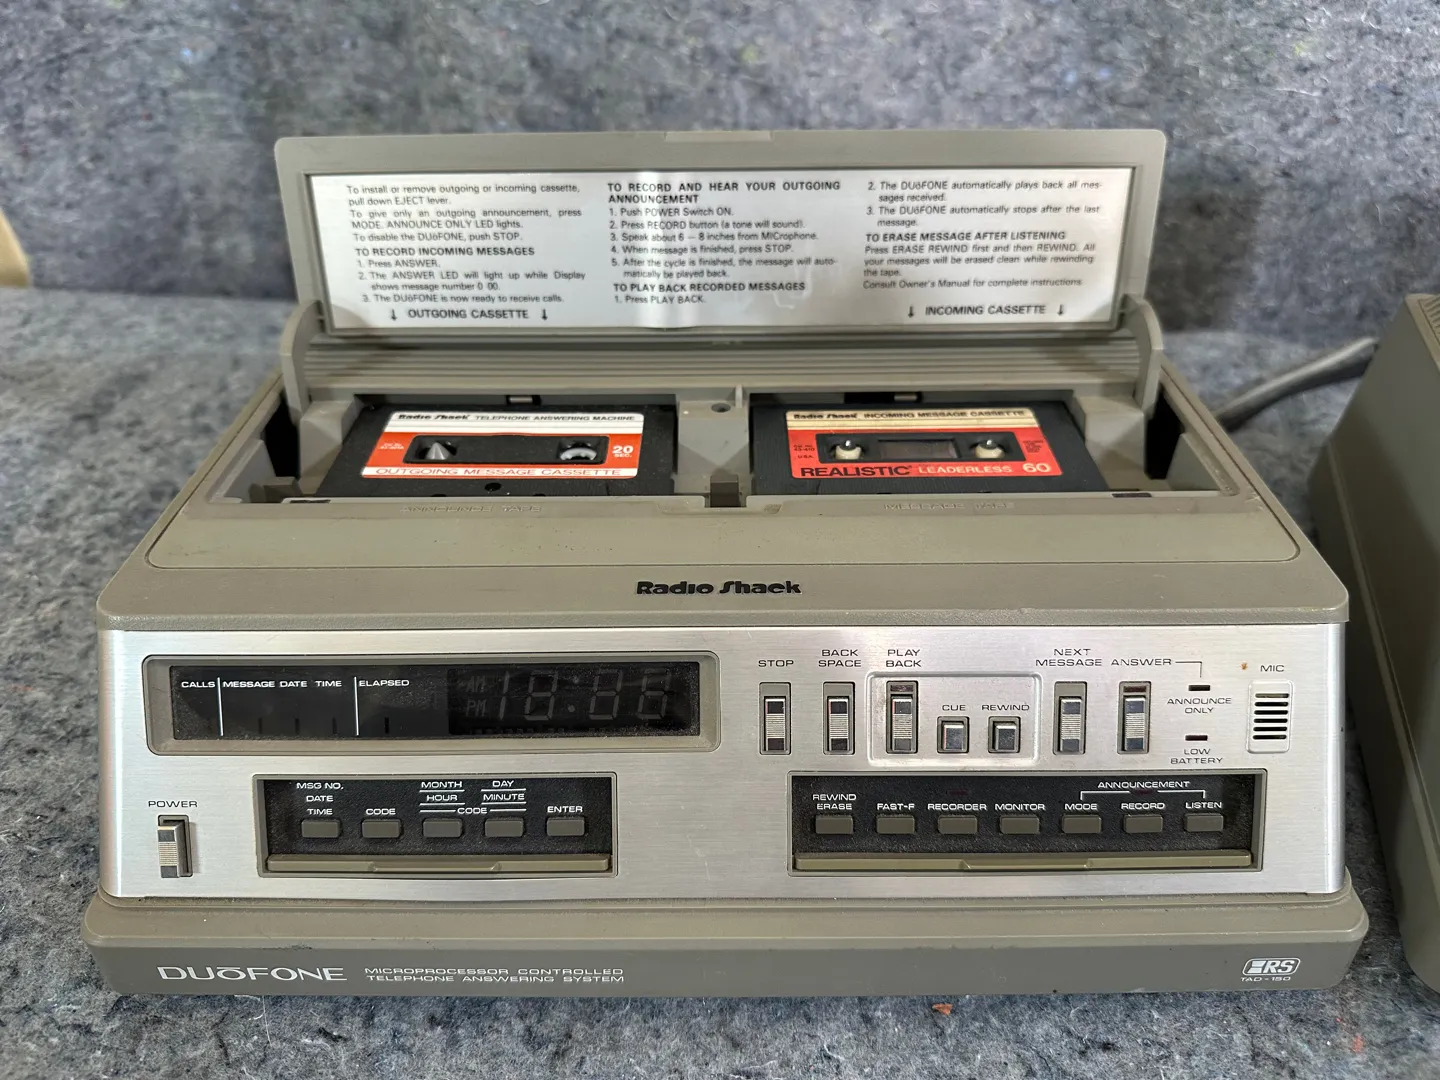 To install or remove outgoing or incoming cassette,
pull down EJECT lever.
To give only an outgoing announcement, press
MODE. ANNOUNCE ONLY LED lights.
To disable the DUōFONE, push STOP.
TO RECORD INCOMING MESSAGES
1. Press ANSWER.
2. The ANSWER LED will light up while Display
shows message number 0 00.
3. The DUōFONE is now ready to receive calls.
↓ OUTGOING CASSETTE ↓
TO RECORD AND HEAR YOUR OUTGOING
ANNOUNCEMENT
1. Push POWER Switch ON.
2. Press RECORD button (a tone will sound).
3. Speak about 6 – 8 inches from MICrophone.
4. When message is finished, press STOP.
5. After the cycle is finished, the message will auto-
matically be played back.
TO PLAY BACK RECORDED MESSAGES
1. Press PLAY BACK.
2. The DUōFONE automatically plays back all mes-
sages received.
3. The DUōFONE automatically stops after the last
message.
TO ERASE MESSAGE AFTER LISTENING
Press ERASE REWIND first and then REWIND. All
your messages will be erased clean while rewinding
the tape.
Consult Owner's Manual for complete instructions.
↓ INCOMING CASSETTE ↓
Radio Shack TELEPHONE ANSWERING MACHINE
20
SEC.
OUTGOING MESSAGE CASSETTE
Radio Shack INCOMING MESSAGE CASSETTE
U.S.A.
REALISTIC LEADERLESS 60
ANNOUNCE TAPE
MESSAGE TAPE
Radio Shack
CALLS MESSAGE DATE TIME ELAPSED
AM
PM
18:88
STOP
BACK
SPACE
PLAY
BACK
CUE
REWIND
NEXT
MESSAGE
ANSWER
ANNOUNCE
ONLY
LOW
BATTERY
MIC
POWER
MSG NO.
DATE
TIME
CODE
MONTH
HOUR
DAY
MINUTE
CODE
ENTER
REWIND
ERASE
FAST-F
RECORDER
MONITOR
ANNOUNCEMENT
MODE
RECORD
LISTEN
DUōFONE
MICROPROCESSOR CONTROLLED
TELEPHONE ANSWERING SYSTEM
RS
TAD-150